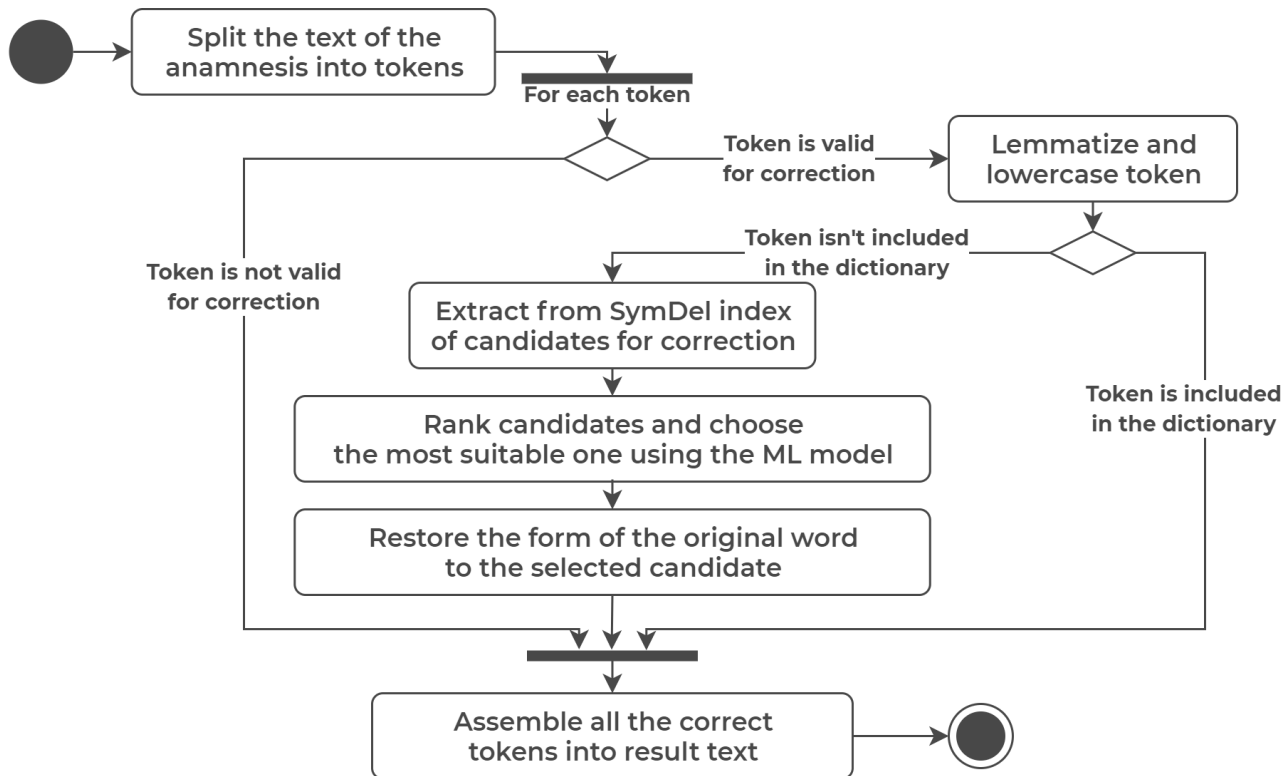 Split the text of the
anamnesis into tokens
For each token
Token is valid
for correction
Lemmatize and
lowercase token
Token isn't included
in the dictionary
Token is not valid
for correction
Extract from SymDel index
of candidates for correction
Token is included
in the dictionary
Rank candidates and choose
the most suitable one using the ML model
Restore the form of the original word
to the selected candidate
Assemble all the correct
tokens into result text